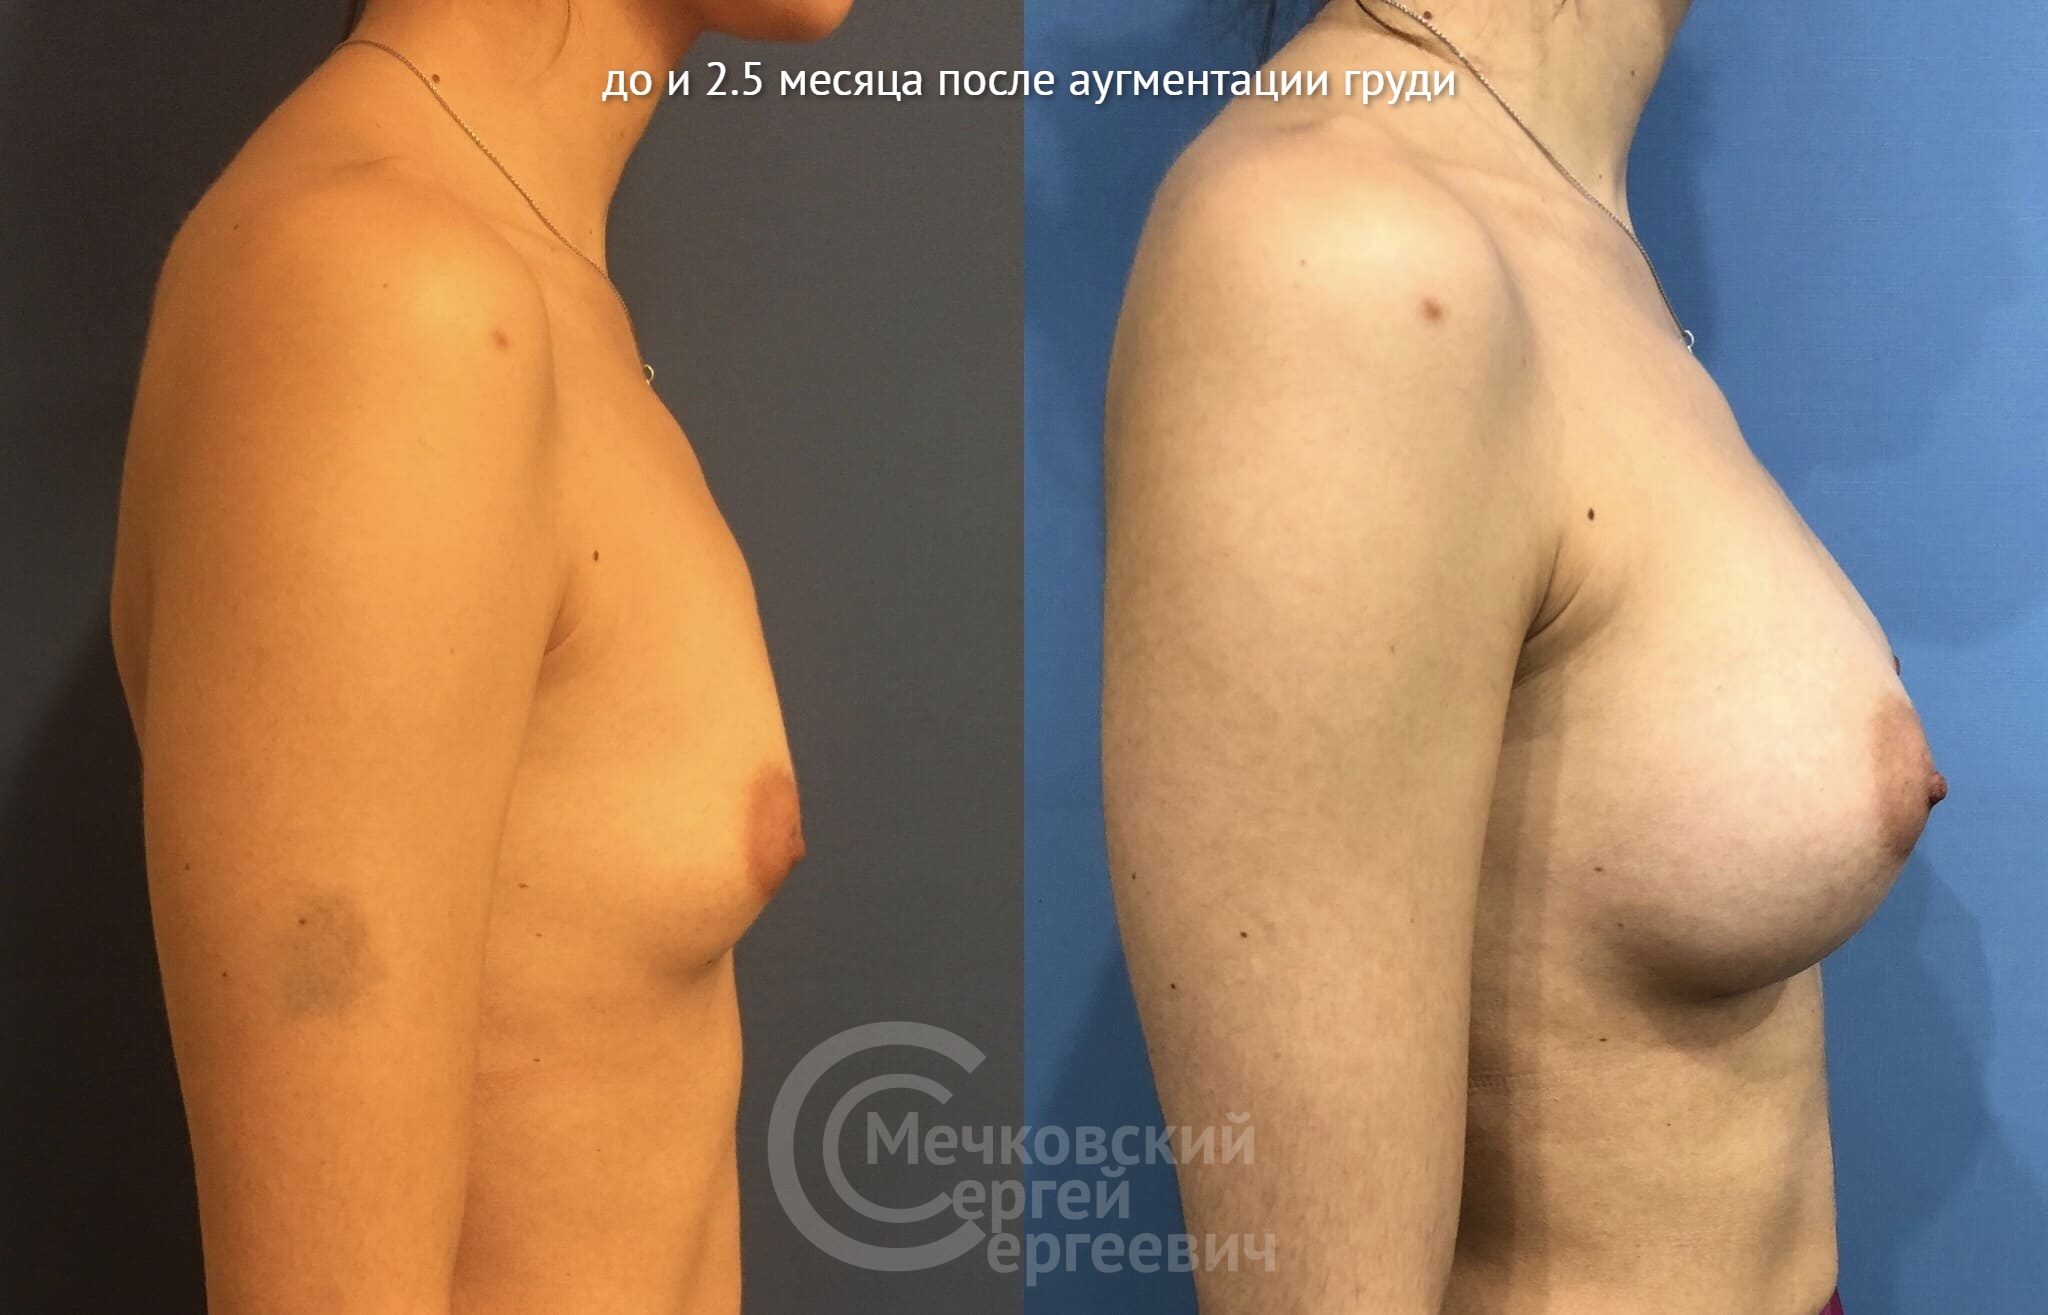 до и 2.5 месяца после аугментации груди
Мечковский
Сергей
Сергеевич